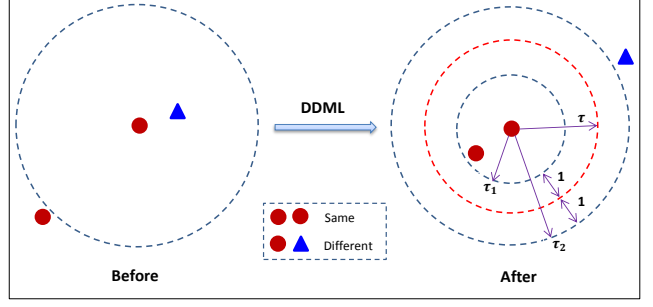 DDML
τ
1
τ₁
1
τ₂
Same
Different
Before
After